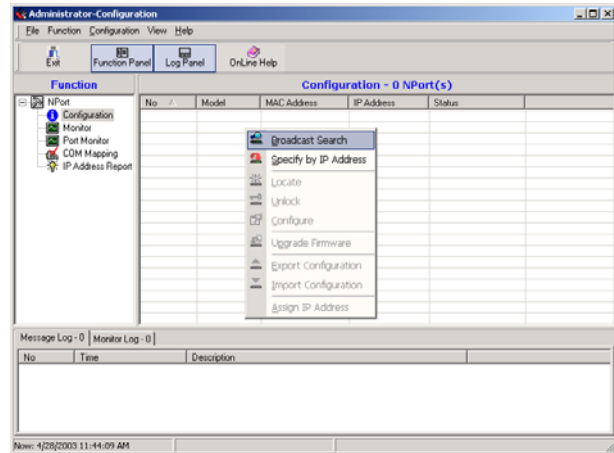 Administrator-Configuration
File Function Configuration View Help
Exit Function Panel Log Panel OnLine Help
Function
Configuration - 0 NPort(s)
NPort
Configuration
Monitor
Port Monitor
COM Mapping
IP Address Report
No Model MAC Address IP Address Status
Broadcast Search
Specify by IP Address
Locate
Unlock
Configure
Upgrade Firmware
Export Configuration
Import Configuration
Assign IP Address
Message Log - 0 Monitor Log - 0
No Time Description
Now: 4/28/2003 11:44:09 AM